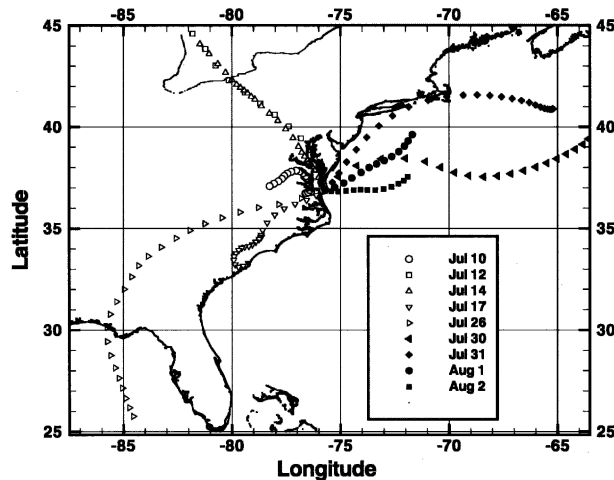 -85 -80 -75 -70 -65
45 45
40 40
Latitude
35 35
Jul 10
Jul 12
Jul 14
Jul 17
Jul 26
30 30
Jul 30
Jul 31
Aug 1
Aug 2
25 25
-85 -80 -75 -70 -65
Longitude